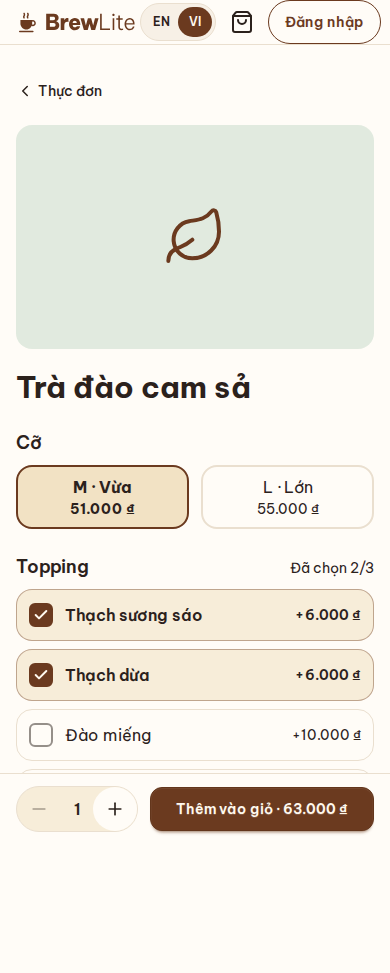 BrewLite
EN VI
Đăng nhập
Thực đơn
Trà đào cam sả
Cỡ
M · Vừa
51.000 ₫
L · Lớn
55.000 ₫
Topping
Đã chọn 2/3
Thạch sương sáo +6.000 ₫
Thạch dừa +6.000 ₫
Đào miếng +10.000 ₫
1
Thêm vào giỏ · 63.000 ₫